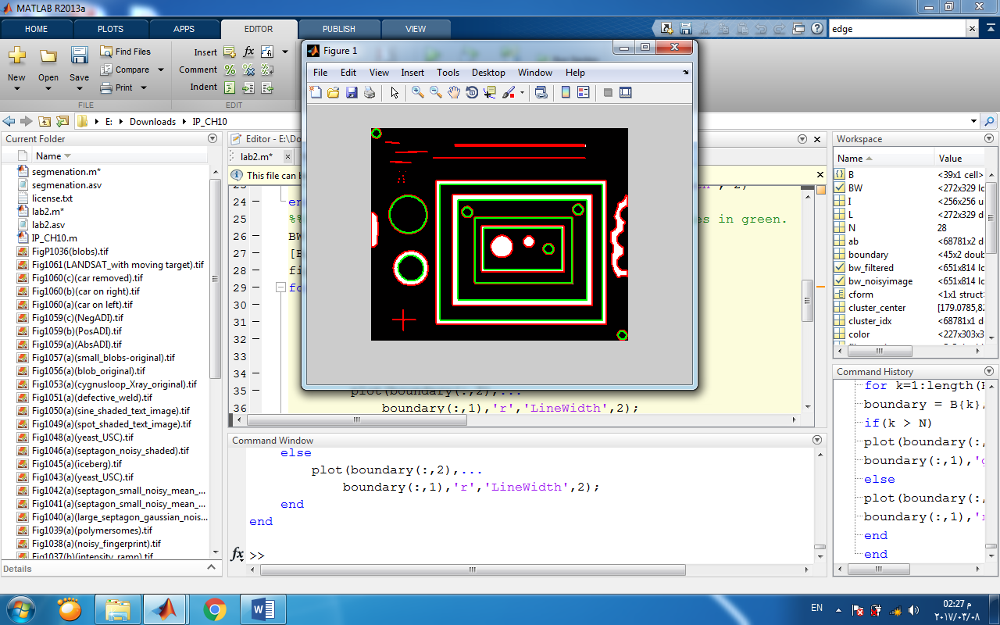 MATLAB R2013a
HOME PLOTS APPS EDITOR PUBLISH VIEW
edge
New Open Save
Find Files
Compare
Print
Insert
Comment
Indent
FILE EDIT
E: Downloads IP_CH10
Current Folder
Name
segmenation.m*
segmenation.asv
license.txt
lab2.m*
lab2.asv
IP_CH10.m
FigP1036(blobs).tif
Fig1061(LANDSAT_with moving target).tif
Fig1060(c)(car removed).tif
Fig1060(b)(car on right).tif
Fig1060(a)(car on left).tif
Fig1059(c)(NegADI).tif
Fig1059(b)(PosADI).tif
Fig1059(a)(AbsADI).tif
Fig1057(a)(small_blobs-original).tif
Fig1056(a)(blob_original).tif
Fig1053(a)(cygnusloop_Xray_original).tif
Fig1051(a)(defective_weld).tif
Fig1050(a)(sine_shaded_text_image).tif
Fig1049(a)(spot_shaded_text_image).tif
Fig1048(a)(yeast_USC).tif
Fig1046(a)(septagon_noisy_shaded).tif
Fig1045(a)(iceberg).tif
Fig1043(a)(yeast_USC).tif
Fig1042(a)(septagon_small_noisy_mean_...
Fig1041(a)(septagon_small_noisy_mean_...
Fig1040(a)(large_septagon_gaussian_nois...
Fig1039(a)(polymersomes).tif
Fig1038(a)(noisy_fingerprint).tif
Fig1037(b)(intensity_ramp).tif
Details
Editor - E:\Do
lab2.m*
This file can b
23
24 en
25 %% es in green.
26 BW
27 [B
28 fi
29 fo
30
31
32
33
34
35 plot(boundary(:,2),...
36 boundary(:,1),'r','LineWidth',2);
Figure 1
File Edit View Insert Tools Desktop Window Help
Command Window
else
plot(boundary(:,2),...
boundary(:,1),'r','LineWidth',2);
end
end
fx >>
Workspace
Name Value
B <39x1 cell>
BW <272x329 lo
I <256x256 u
L <272x329 d
N 28
ab <68781x2 d
boundary <45x2 doub
bw_filtered <651x814 lo
bw_noisyimage <651x814 lo
cform <1x1 struct>
cluster_center [179.0785,82
cluster_idx <68781x1 d
color <227x303x3
Command History
for k=1:length(B
boundary = B{k},
if(k > N)
plot(boundary(:,
boundary(:,1),'g
else
plot(boundary(:,
boundary(:,1),'r
end
end
EN
02:27 م
٢٠١٧/٠٣/٠٨